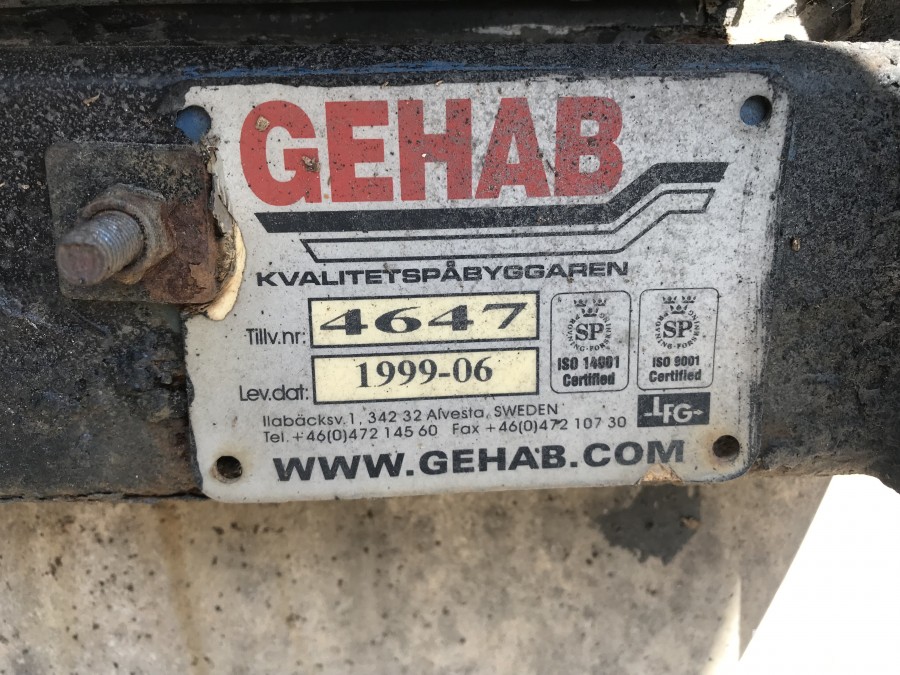 GEHAB
KVALITETSPÅBYGGAREN
Tillv.nr: 4647
Lev.dat: 1999-06
SP
ISO 14001
Certified
SP
ISO 9001
Certified
Ilabäcksv.1, 342 32 Alvesta, SWEDEN
Tel. +46(0)472 145 60 Fax +46(0)472 107 30
LFG
WWW.GEHAB.COM